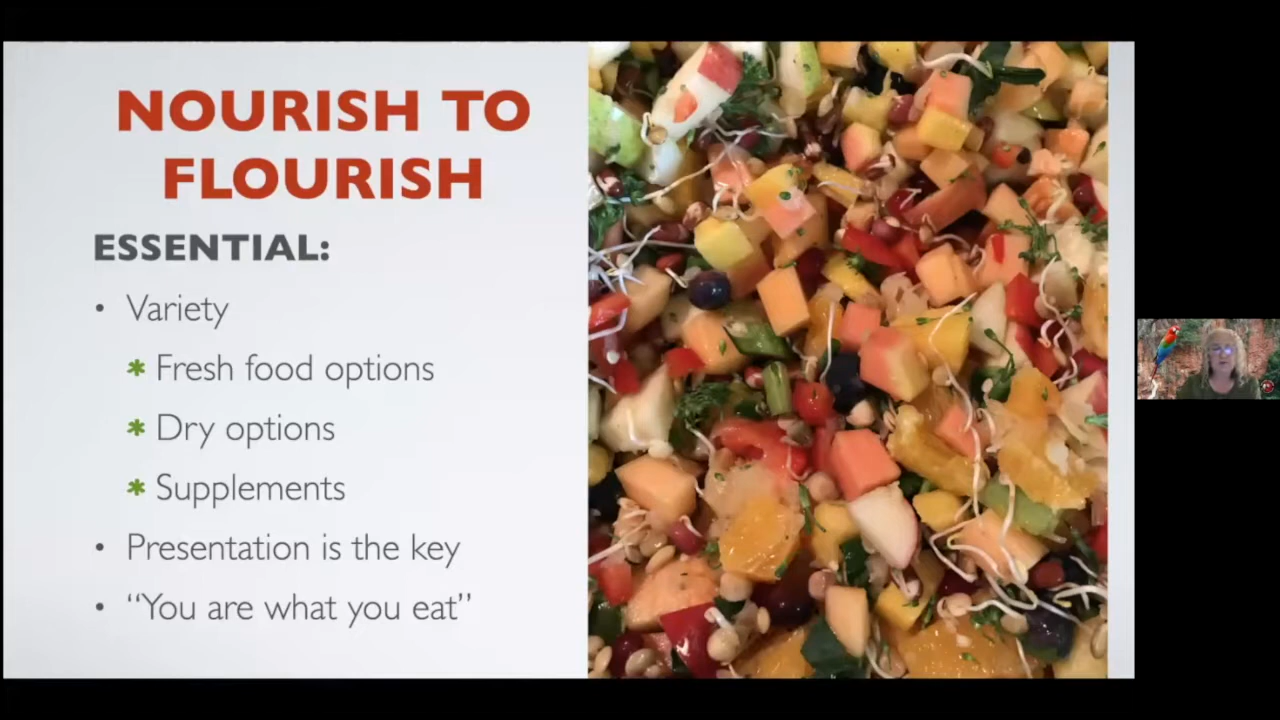 NOURISH TO
FLOURISH
ESSENTIAL:
• Variety
* Fresh food options
* Dry options
* Supplements
• Presentation is the key
• “You are what you eat”